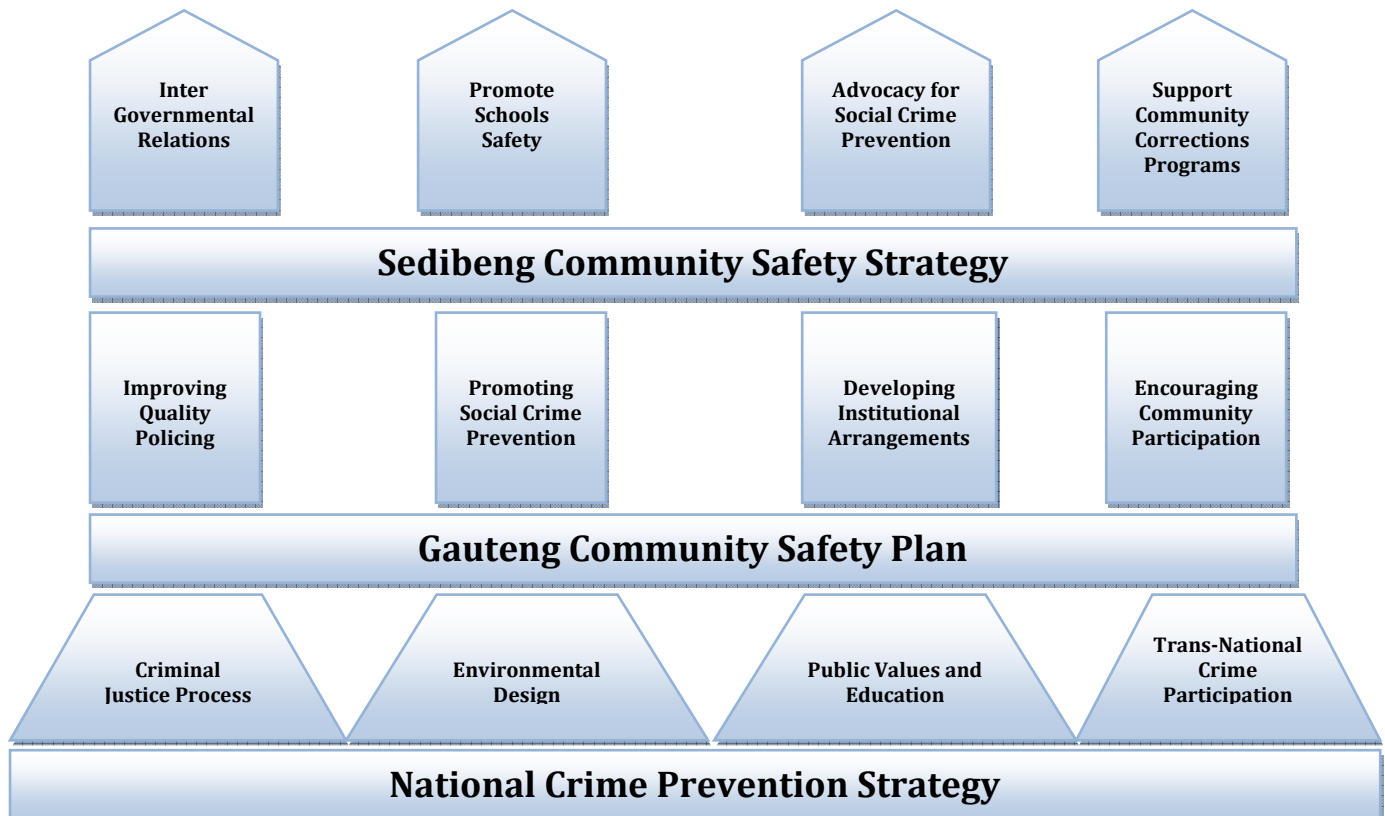 Inter
Governmental
Relations
Promote
Schools
Safety
Advocacy for
Social Crime
Prevention
Support
Community
Corrections
Programs
Sedibeng Community Safety Strategy
Improving
Quality
Policing
Promoting
Social Crime
Prevention
Developing
Institutional
Arrangements
Encouraging
Community
Participation
Gauteng Community Safety Plan
Criminal
Justice Process
Environmental
Design
Public Values and
Education
Trans-National
Crime
Participation
National Crime Prevention Strategy